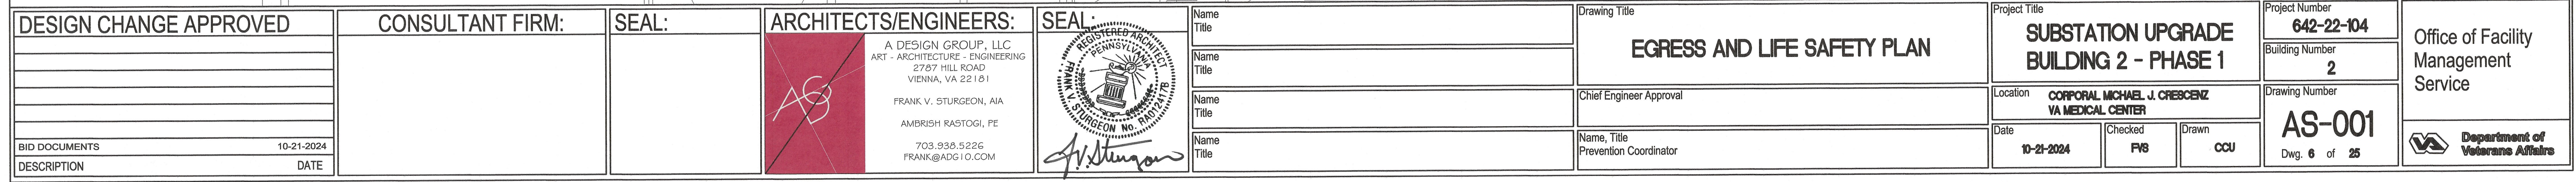 DESIGN CHANGE APPROVED
BID DOCUMENTS 10-21-2024
DESCRIPTION DATE
CONSULTANT FIRM:
SEAL:
ARCHITECTS/ENGINEERS:
A DESIGN GROUP, LLC
ART - ARCHITECTURE - ENGINEERING
2787 HILL ROAD
VIENNA, VA 22181
FRANK V. STURGEON, AIA
AMBRISH RASTOGI, PE
703.938.5226
FRANK@ADG10.COM
SEAL:
REGISTERED ARCHITECT
PENNSYLVANIA
FRANK V. STURGEON No. RA012417B
Name
Title
Name
Title
Name
Title
Name
Title
Drawing Title
EGRESS AND LIFE SAFETY PLAN
Chief Engineer Approval
Name, Title
Prevention Coordinator
Project Title
SUBSTATION UPGRADE
BUILDING 2 - PHASE 1
Location CORPORAL MICHAEL J. CRESCENZ
VA MEDICAL CENTER
Date
10-21-2024
Checked
FVS
Drawn
CCU
Project Number
642-22-104
Building Number
2
Drawing Number
AS-001
Dwg. 6 of 25
Office of Facility
Management
Service
VA
Department of
Veterans Affairs